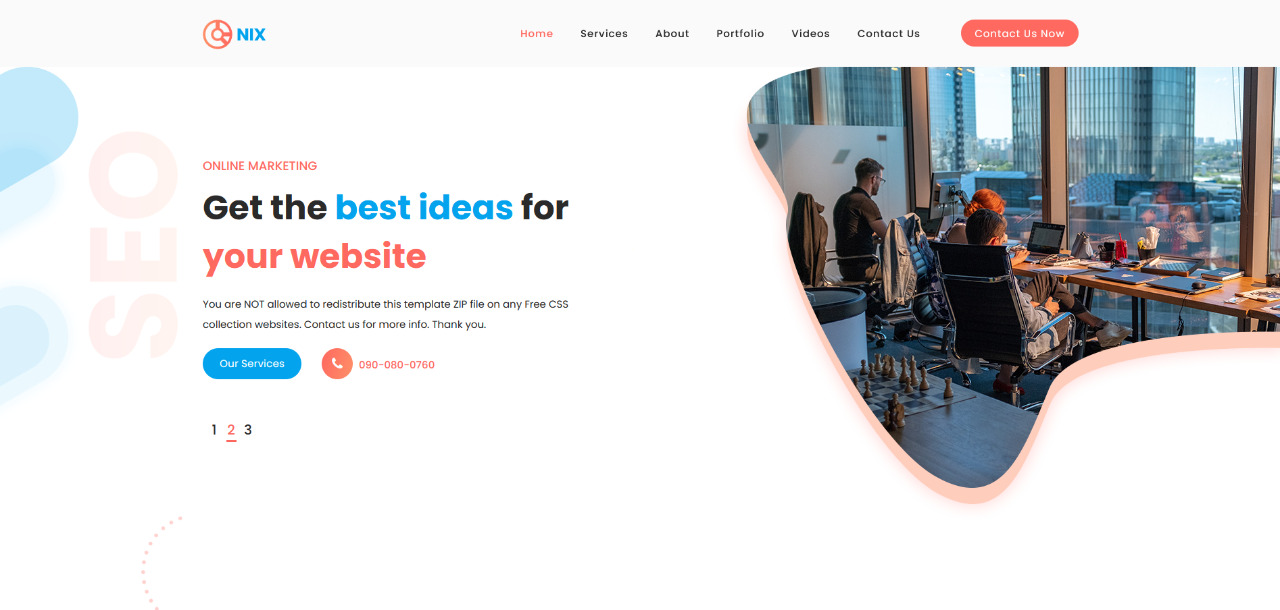 NIX
Home Services About Portfolio Videos Contact Us Contact Us Now
SEO
ONLINE MARKETING
Get the best ideas for
your website
You are NOT allowed to redistribute this template ZIP file on any Free CSS
collection websites. Contact us for more info. Thank you.
Our Services 090-080-0760
1 2 3